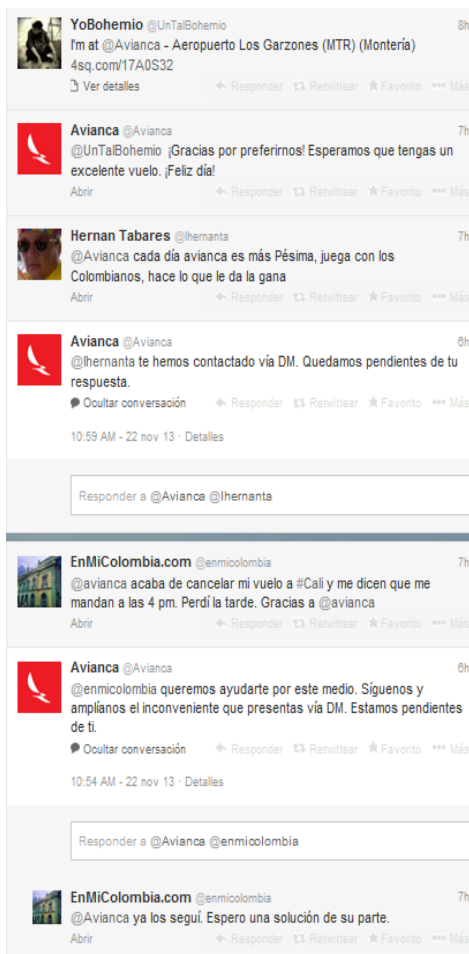 YoBohemio @UnTalBohemio 8h
I'm at @Avianca - Aeropuerto Los Garzones (MTR) (Montería)
4sq.com/17A0S32
Ver detalles Responder Retwittear Favorito Más
Avianca @Avianca 7h
@UnTalBohemio ¡Gracias por preferirnos! Esperamos que tengas un
excelente vuelo. ¡Feliz día!
Abrir Responder Retwittear Favorito Más
Hernan Tabares @lhernanta 7h
@Avianca cada día avianca es más Pésima, juega con los
Colombianos, hace lo que le da la gana
Abrir Responder Retwittear Favorito Más
Avianca @Avianca 6h
@lhernanta te hemos contactado vía DM. Quedamos pendientes de tu
respuesta.
Ocultar conversación Responder Retwittear Favorito Más
10:59 AM - 22 nov 13 · Detalles
Responder a @Avianca @lhernanta
EnMiColombia.com @enmicolombia 7h
@avianca acaba de cancelar mi vuelo a #Cali y me dicen que me
mandan a las 4 pm. Perdí la tarde. Gracias a @avianca
Abrir Responder Retwittear Favorito Más
Avianca @Avianca 6h
@enmicolombia queremos ayudarte por este medio. Síguenos y
amplíanos el inconveniente que presentas vía DM. Estamos pendientes
de ti.
Ocultar conversación Responder Retwittear Favorito Más
10:54 AM - 22 nov 13 · Detalles
Responder a @Avianca @enmicolombia
EnMiColombia.com @enmicolombia 7h
@Avianca ya los seguí. Espero una solución de su parte.
Abrir Responder Retwittear Favorito Más